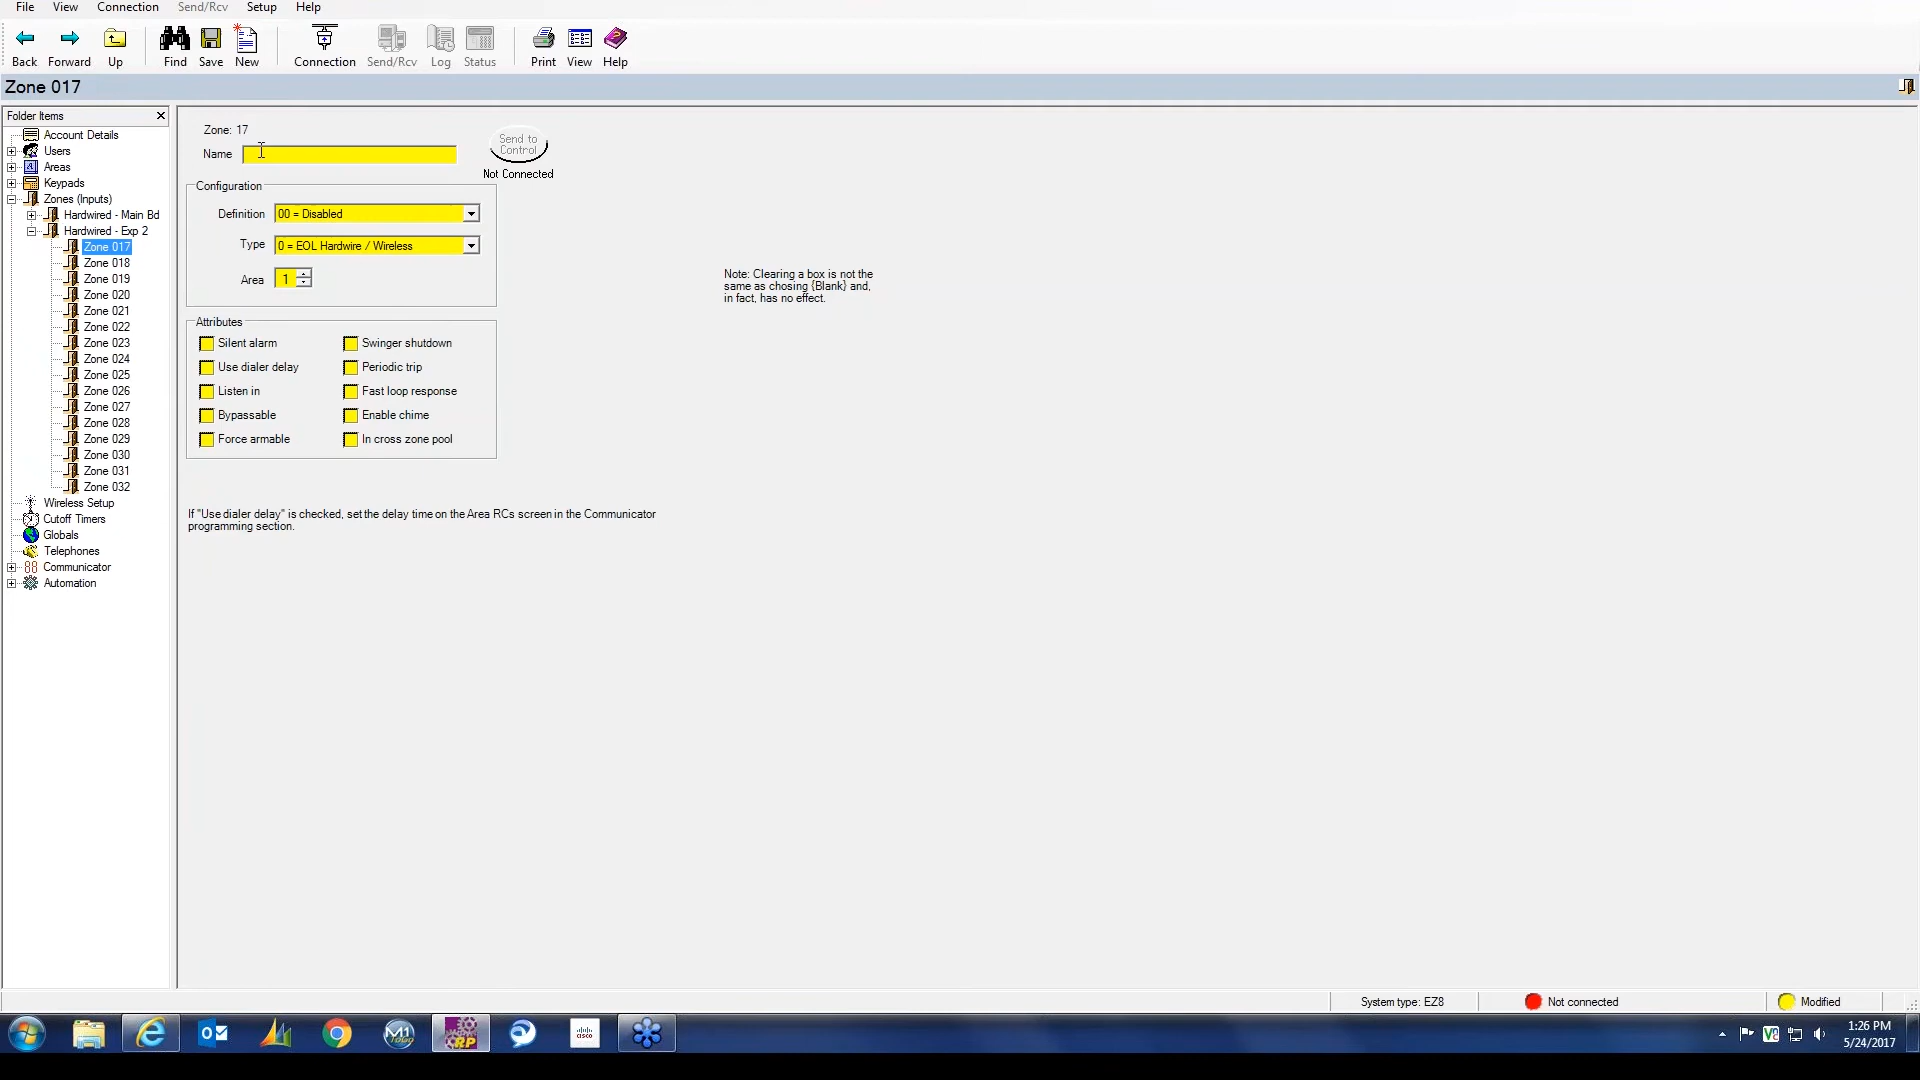 File View Connection Send/Rcv Setup Help
Back Forward Up Find Save New Connection Send/Rcv Log Status Print View Help
Zone 017
Folder Items
Account Details
Users
Areas
Keypads
Zones (Inputs)
Hardwired - Main Bd
Hardwired - Exp 2
Zone 017
Zone 018
Zone 019
Zone 020
Zone 021
Zone 022
Zone 023
Zone 024
Zone 025
Zone 026
Zone 027
Zone 028
Zone 029
Zone 030
Zone 031
Zone 032
Wireless Setup
Cutoff Timers
Globals
Telephones
Communicator
Automation
Zone: 17
Name
Send to
Control
Not Connected
Configuration
Definition 00 = Disabled
Type 0 = EOL Hardwire / Wireless
Area 1
Note: Clearing a box is not the
same as chosing {Blank} and,
in fact, has no effect.
Attributes
Silent alarm Swinger shutdown
Use dialer delay Periodic trip
Listen in Fast loop response
Bypassable Enable chime
Force armable In cross zone pool
If "Use dialer delay" is checked, set the delay time on the Area RCs screen in the Communicator
programming section.
System type: EZ8 Not connected Modified
1:26 PM
5/24/2017